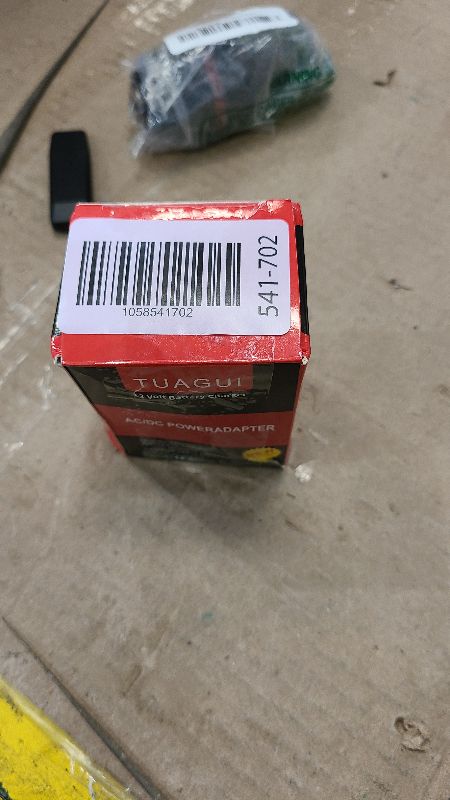 1058541702
541-702
TUAGUI
12 Volt Battery Charger
AC/DC POWERADAPTER